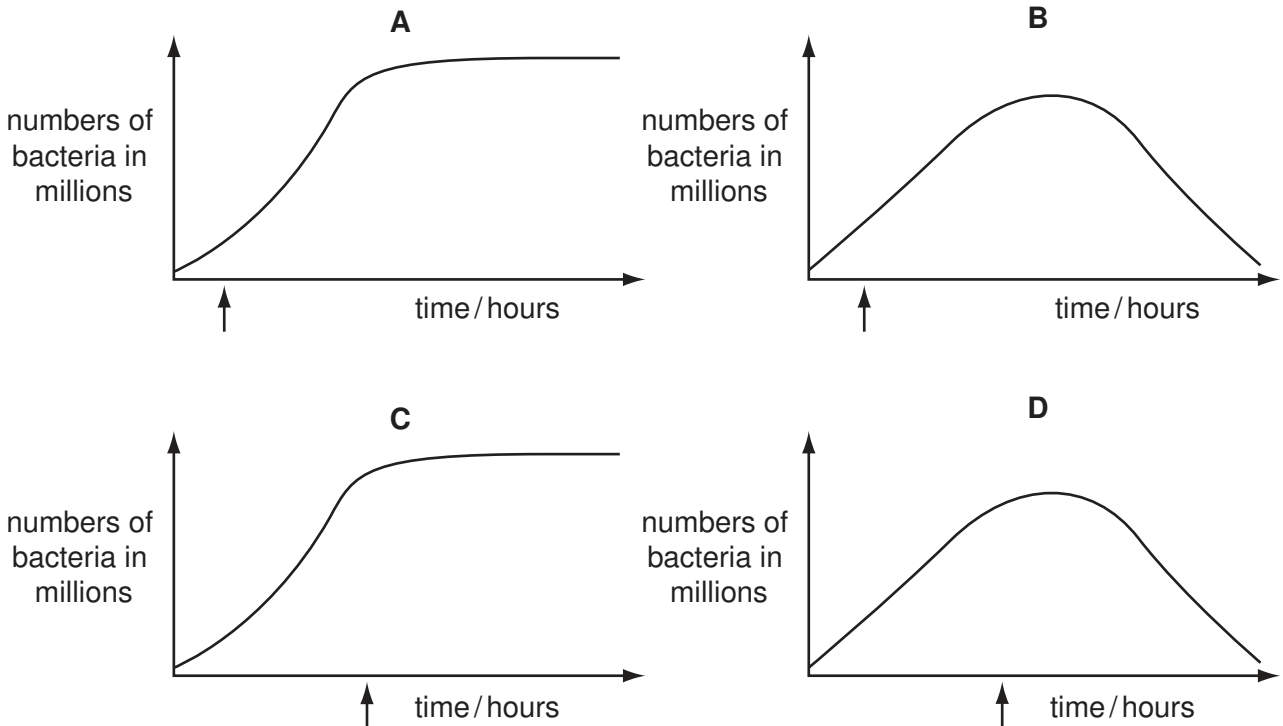 A
numbers of
bacteria in
millions
time / hours
B
numbers of
bacteria in
millions
time / hours
C
numbers of
bacteria in
millions
time / hours
D
numbers of
bacteria in
millions
time / hours